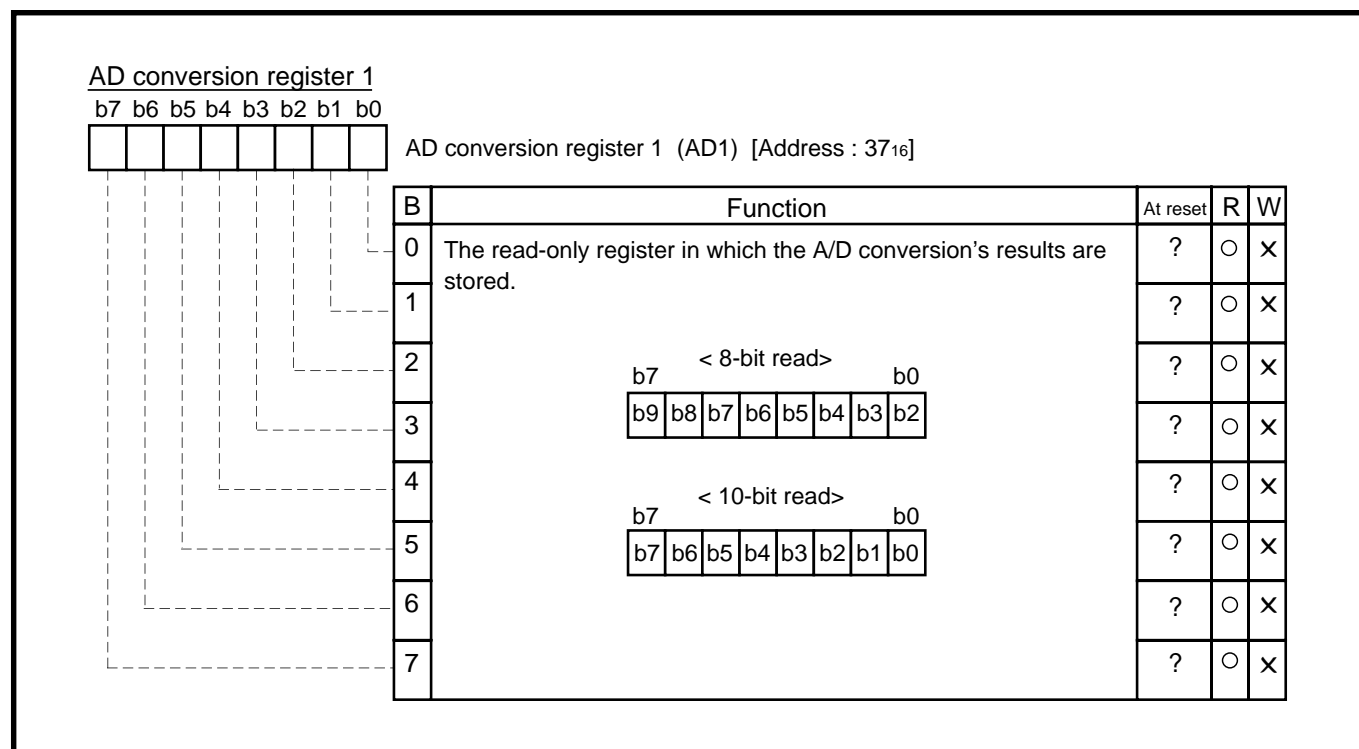 AD conversion register 1
b7 b6 b5 b4 b3 b2 b1 b0
AD conversion register 1 (AD1) [Address : 37₁₆]
B Function At reset R W
0 The read-only register in which the A/D conversion’s results are ? ○ ×
stored.
1 ? ○ ×
2 < 8-bit read> ? ○ ×
b7 b0
b9 b8 b7 b6 b5 b4 b3 b2
3 ? ○ ×
4 ? ○ ×
< 10-bit read>
b7 b0
5 ? ○ ×
b7 b6 b5 b4 b3 b2 b1 b0
6 ? ○ ×
7 ? ○ ×